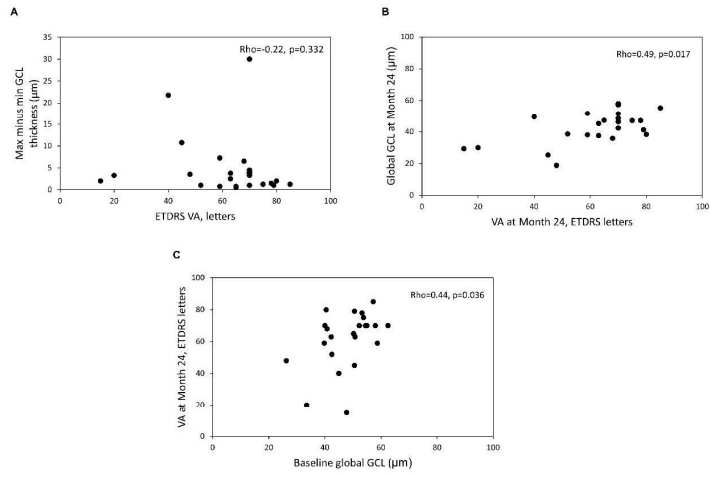 A
Rho=-0.22, p=0.332
Max minus min GCL
thickness (µm)
35
30
25
20
15
10
5
0
0
20
40
60
80
100
ETDRS VA, letters
B
Rho=0.49, p=0.017
Global GCL at Month 24 (µm)
100
80
60
40
20
0
0
20
40
60
80
100
VA at Month 24, ETDRS letters
C
Rho=0.44, p=0.036
VA at Month 24, ETDRS letters
100
80
60
40
20
0
0
20
40
60
80
100
Baseline global GCL (µm)